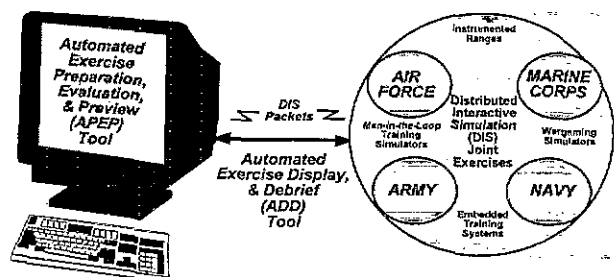 Automated
Exercise
Preparation,
Evaluation,
& Preview
(APEP)
Tool
DIS
Packets
Automated
Exercise Display,
& Debrief
(ADD)
Tool
Instrumented
Ranges
AIR
FORCE
MARINE
CORPS
Distributed
Interactive
Simulation
(DIS)
Joint
Exercises
Man-in-the-Loop
Training
Simulators
Wargaming
Simulators
ARMY
NAVY
Embedded
Training
Systems